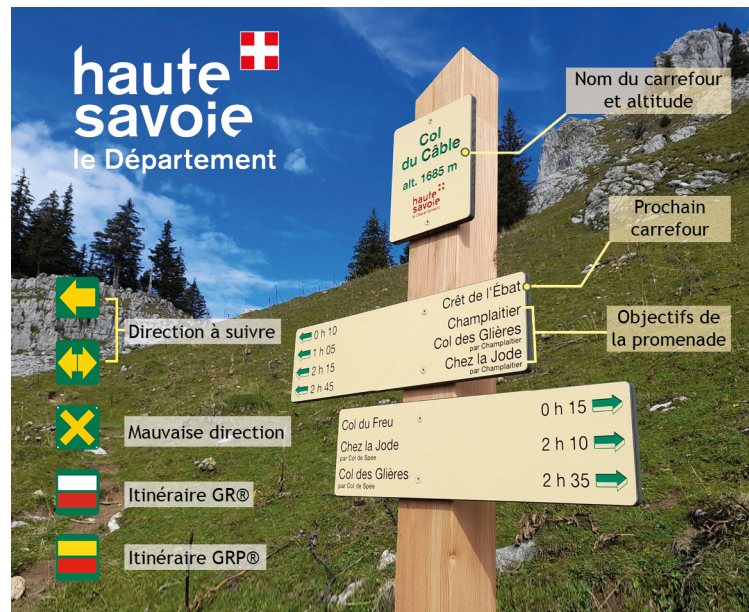 haute
savoie
le Département
Nom du carrefour
et altitude
Col
du Câble
alt. 1685 m
haute
savoie
le Département
Prochain
carrefour
Crêt de l'Ébat
Champlaitier
Col des Glières
par Champlaitier
Chez la Jode
par Champlaitier
0 h 10
1 h 05
2 h 15
2 h 45
Objectifs de
la promenade
Direction à suivre
Col du Freu
0 h 15
Chez la Jode
par Col de Spée
2 h 10
Col des Glières
par Col de Spée
2 h 35
Mauvaise direction
Itinéraire GR®
Itinéraire GRP®